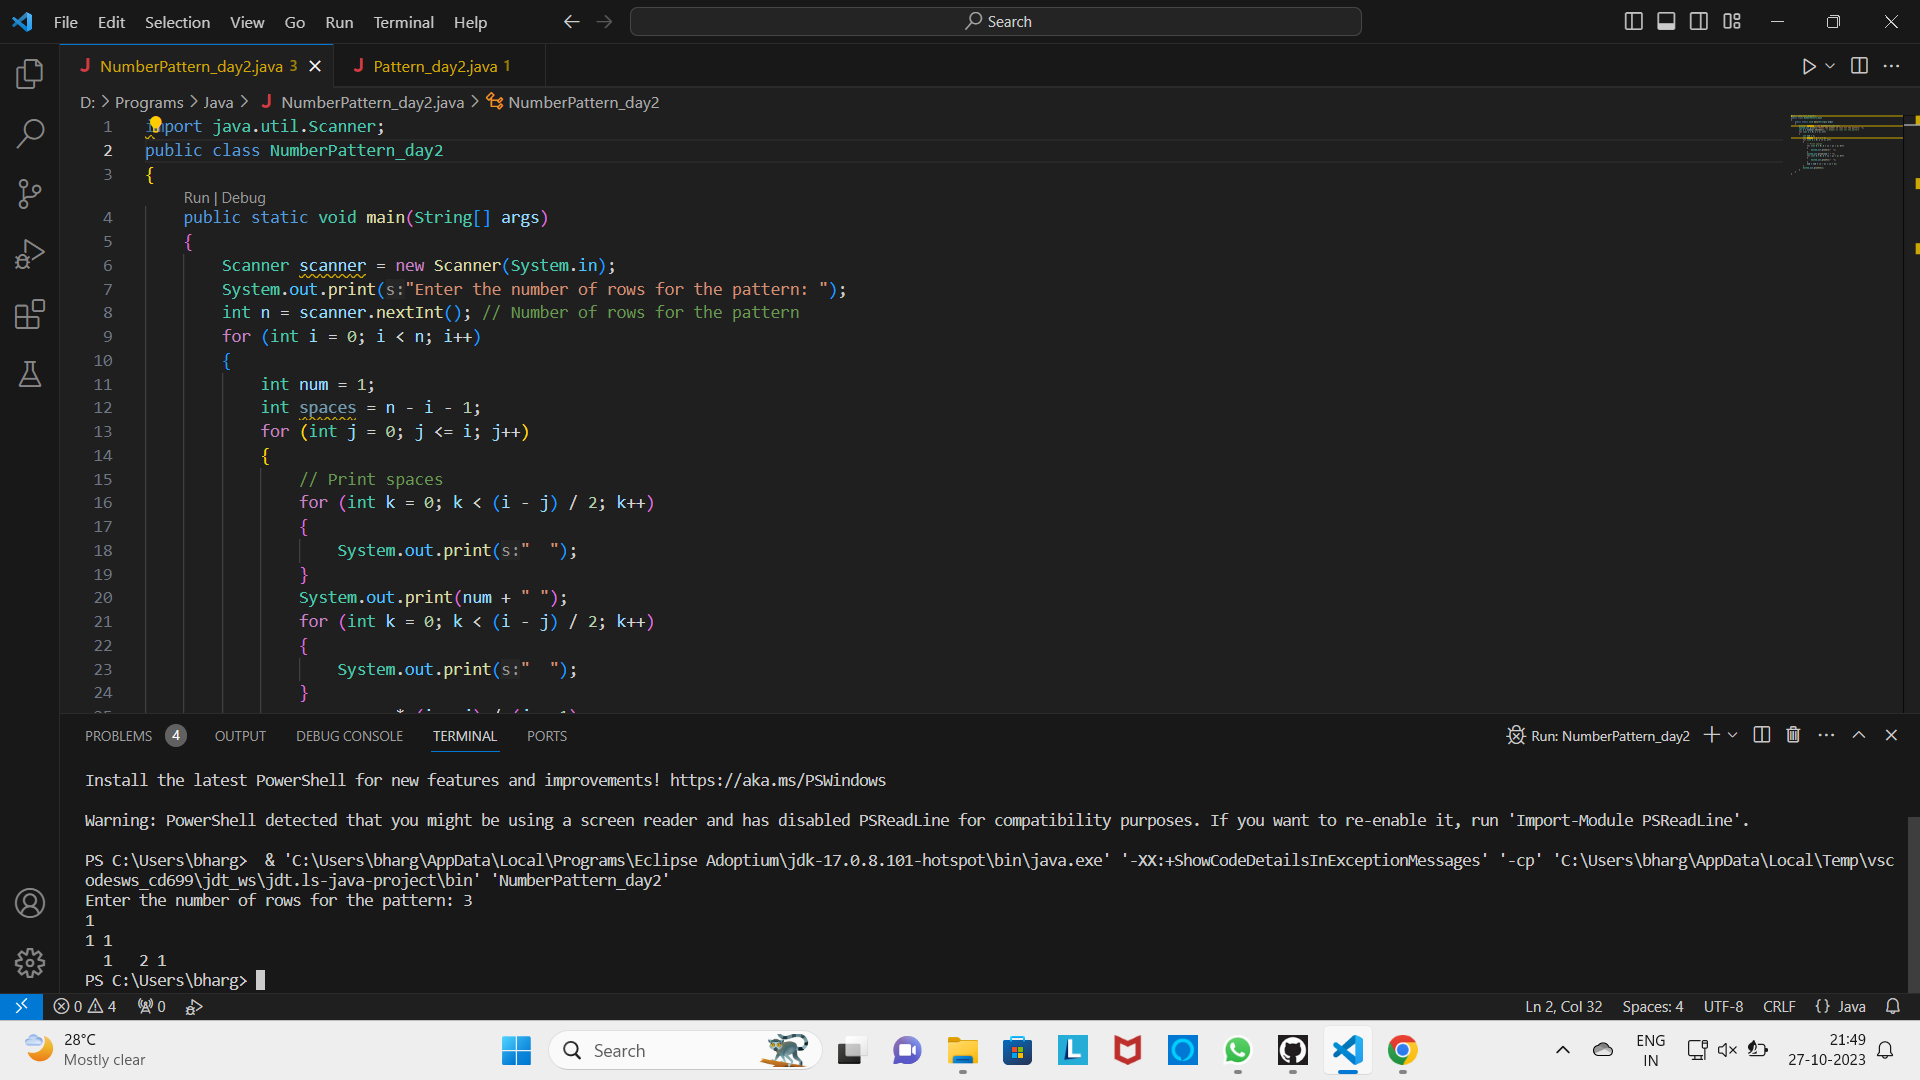 File Edit Selection View Go Run Terminal Help
Search
NumberPattern_day2.java 3
Pattern_day2.java 1
D: > Programs > Java > NumberPattern_day2.java > NumberPattern_day2
1 import java.util.Scanner;
2 public class NumberPattern_day2
3 {
Run | Debug
4 public static void main(String[] args)
5 {
6 Scanner scanner = new Scanner(System.in);
7 System.out.print(s:"Enter the number of rows for the pattern: ");
8 int n = scanner.nextInt(); // Number of rows for the pattern
9 for (int i = 0; i < n; i++)
10 {
11 int num = 1;
12 int spaces = n - i - 1;
13 for (int j = 0; j <= i; j++)
14 {
15 // Print spaces
16 for (int k = 0; k < (i - j) / 2; k++)
17 {
18 System.out.print(s:"  ");
19 }
20 System.out.print(num + " ");
21 for (int k = 0; k < (i - j) / 2; k++)
22 {
23 System.out.print(s:"  ");
24 }
PROBLEMS 4 OUTPUT DEBUG CONSOLE TERMINAL PORTS
Run: NumberPattern_day2
Install the latest PowerShell for new features and improvements! https://aka.ms/PSWindows
Warning: PowerShell detected that you might be using a screen reader and has disabled PSReadLine for compatibility purposes. If you want to re-enable it, run 'Import-Module PSReadLine'.
PS C:\Users\bharg>  & 'C:\Users\bharg\AppData\Local\Programs\Eclipse Adoptium\jdk-17.0.8.101-hotspot\bin\java.exe' '-XX:+ShowCodeDetailsInExceptionMessages' '-cp' 'C:\Users\bharg\AppData\Local\Temp\vsc
odesws_cd699\jdt_ws\jdt.ls-java-project\bin' 'NumberPattern_day2'
Enter the number of rows for the pattern: 3
1
1 1
  1   2 1
PS C:\Users\bharg>
0 4 0
Ln 2, Col 32 Spaces: 4 UTF-8 CRLF {} Java
28°C
Mostly clear
Search
ENG
IN
21:49
27-10-2023